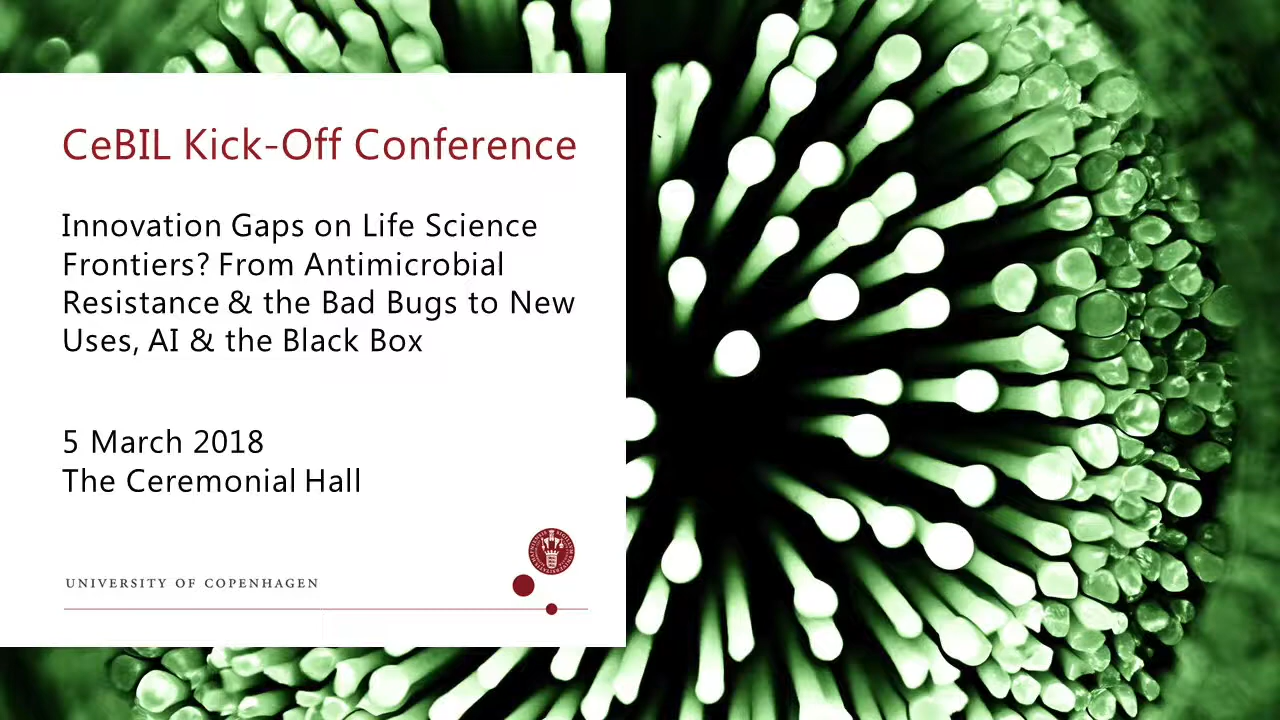 CeBIL Kick-Off Conference
Innovation Gaps on Life Science
Frontiers? From Antimicrobial
Resistance & the Bad Bugs to New
Uses, AI & the Black Box
5 March 2018
The Ceremonial Hall
UNIVERSITY OF COPENHAGEN